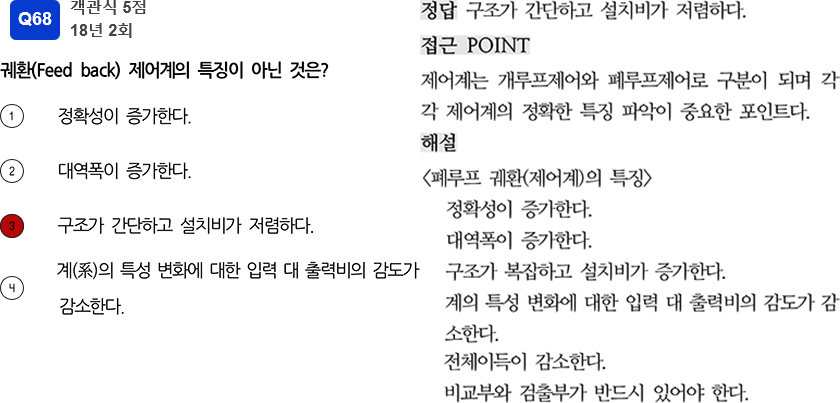 Q68
객관식 5점
18년 2회
궤환(Feed back) 제어계의 특징이 아닌 것은?
1 정확성이 증가한다.
2 대역폭이 증가한다.
3 구조가 간단하고 설치비가 저렴하다.
4 계(系)의 특성 변화에 대한 입력 대 출력비의 감도가
감소한다.
정답 구조가 간단하고 설치비가 저렴하다.
접근 POINT
제어계는 개루프제어와 폐루프제어로 구분이 되며 각
각 제어계의 정확한 특징 파악이 중요한 포인트다.
해설
〈폐루프 궤환(제어계)의 특징〉
정확성이 증가한다.
대역폭이 증가한다.
구조가 복잡하고 설치비가 증가한다.
계의 특성 변화에 대한 입력 대 출력비의 감도가 감
소한다.
전체이득이 감소한다.
비교부와 검출부가 반드시 있어야 한다.